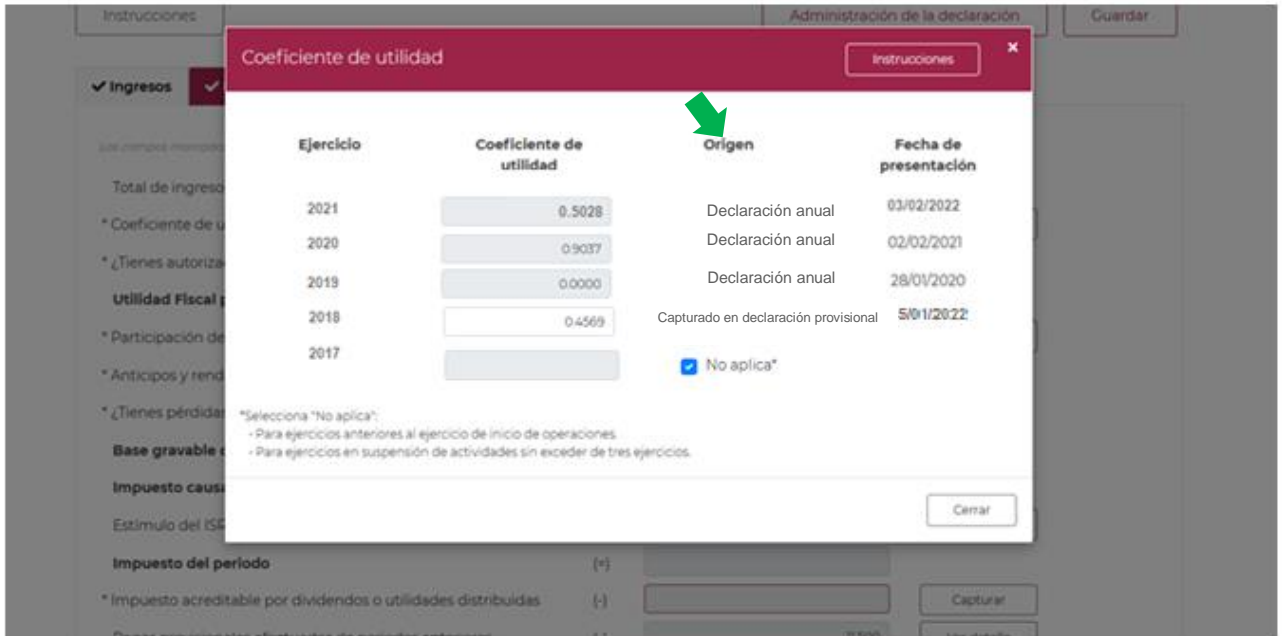 Instrucciones Administración de la declaración Guardar
Coeficiente de utilidad Instrucciones ×
Ingresos
Ejercicio Coeficiente de utilidad Origen Fecha de presentación
Total de ingreso
2021 0.5028 Declaración anual 03/02/2022
* Coeficiente de u
2020 0.9037 Declaración anual 02/02/2021
* ¿Tienes autoriza
2019 0.0000 Declaración anual 28/01/2020
Utilidad Fiscal p
2018 0.4569 Capturado en declaración provisional 5/01/2022
* Participación de
2017 No aplica*
* Anticipos y rend
* ¿Tienes pérdidas
*Selecciona "No aplica":
- Para ejercicios anteriores al ejercicio de inicio de operaciones.
- Para ejercicios en suspensión de actividades sin exceder de tres ejercicios.
Base gravable d
Impuesto causa
Cerrar
Estímulo del ISR
Impuesto del periodo (=)
* Impuesto acreditable por dividendos o utilidades distribuidas (-) Capturar